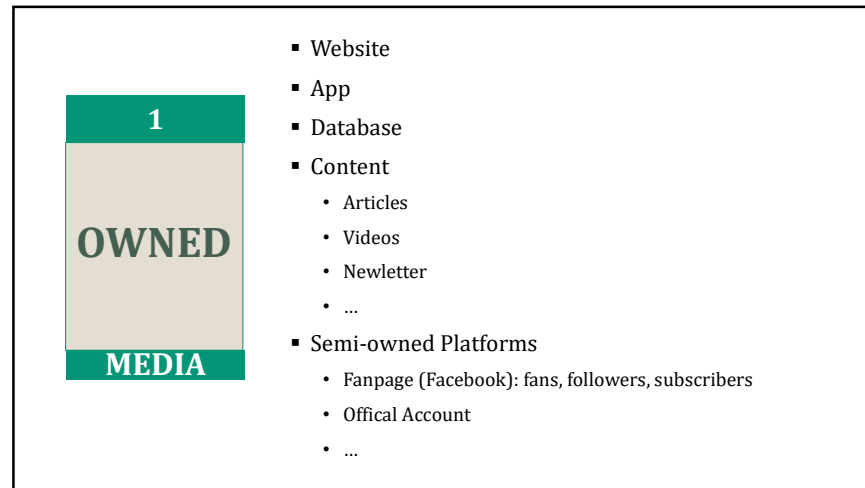 1
OWNED
MEDIA
▪ Website
▪ App
▪ Database
▪ Content
• Articles
• Videos
• Newletter
• …
▪ Semi-owned Platforms
• Fanpage (Facebook): fans, followers, subscribers
• Offical Account
• …